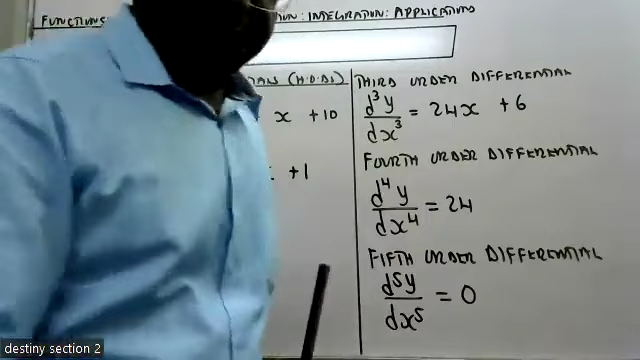 FUNCTIONS: INTEGRATION: APPLICATIONS
(H.O.D.s)
x + 10
+1
THIRD ORDER DIFFERENTIAL
d³y/dx³ = 24x + 6
FOURTH ORDER DIFFERENTIAL
d⁴y/dx⁴ = 24
FIFTH ORDER DIFFERENTIAL
d⁵y/dx⁵ = 0
destiny section 2